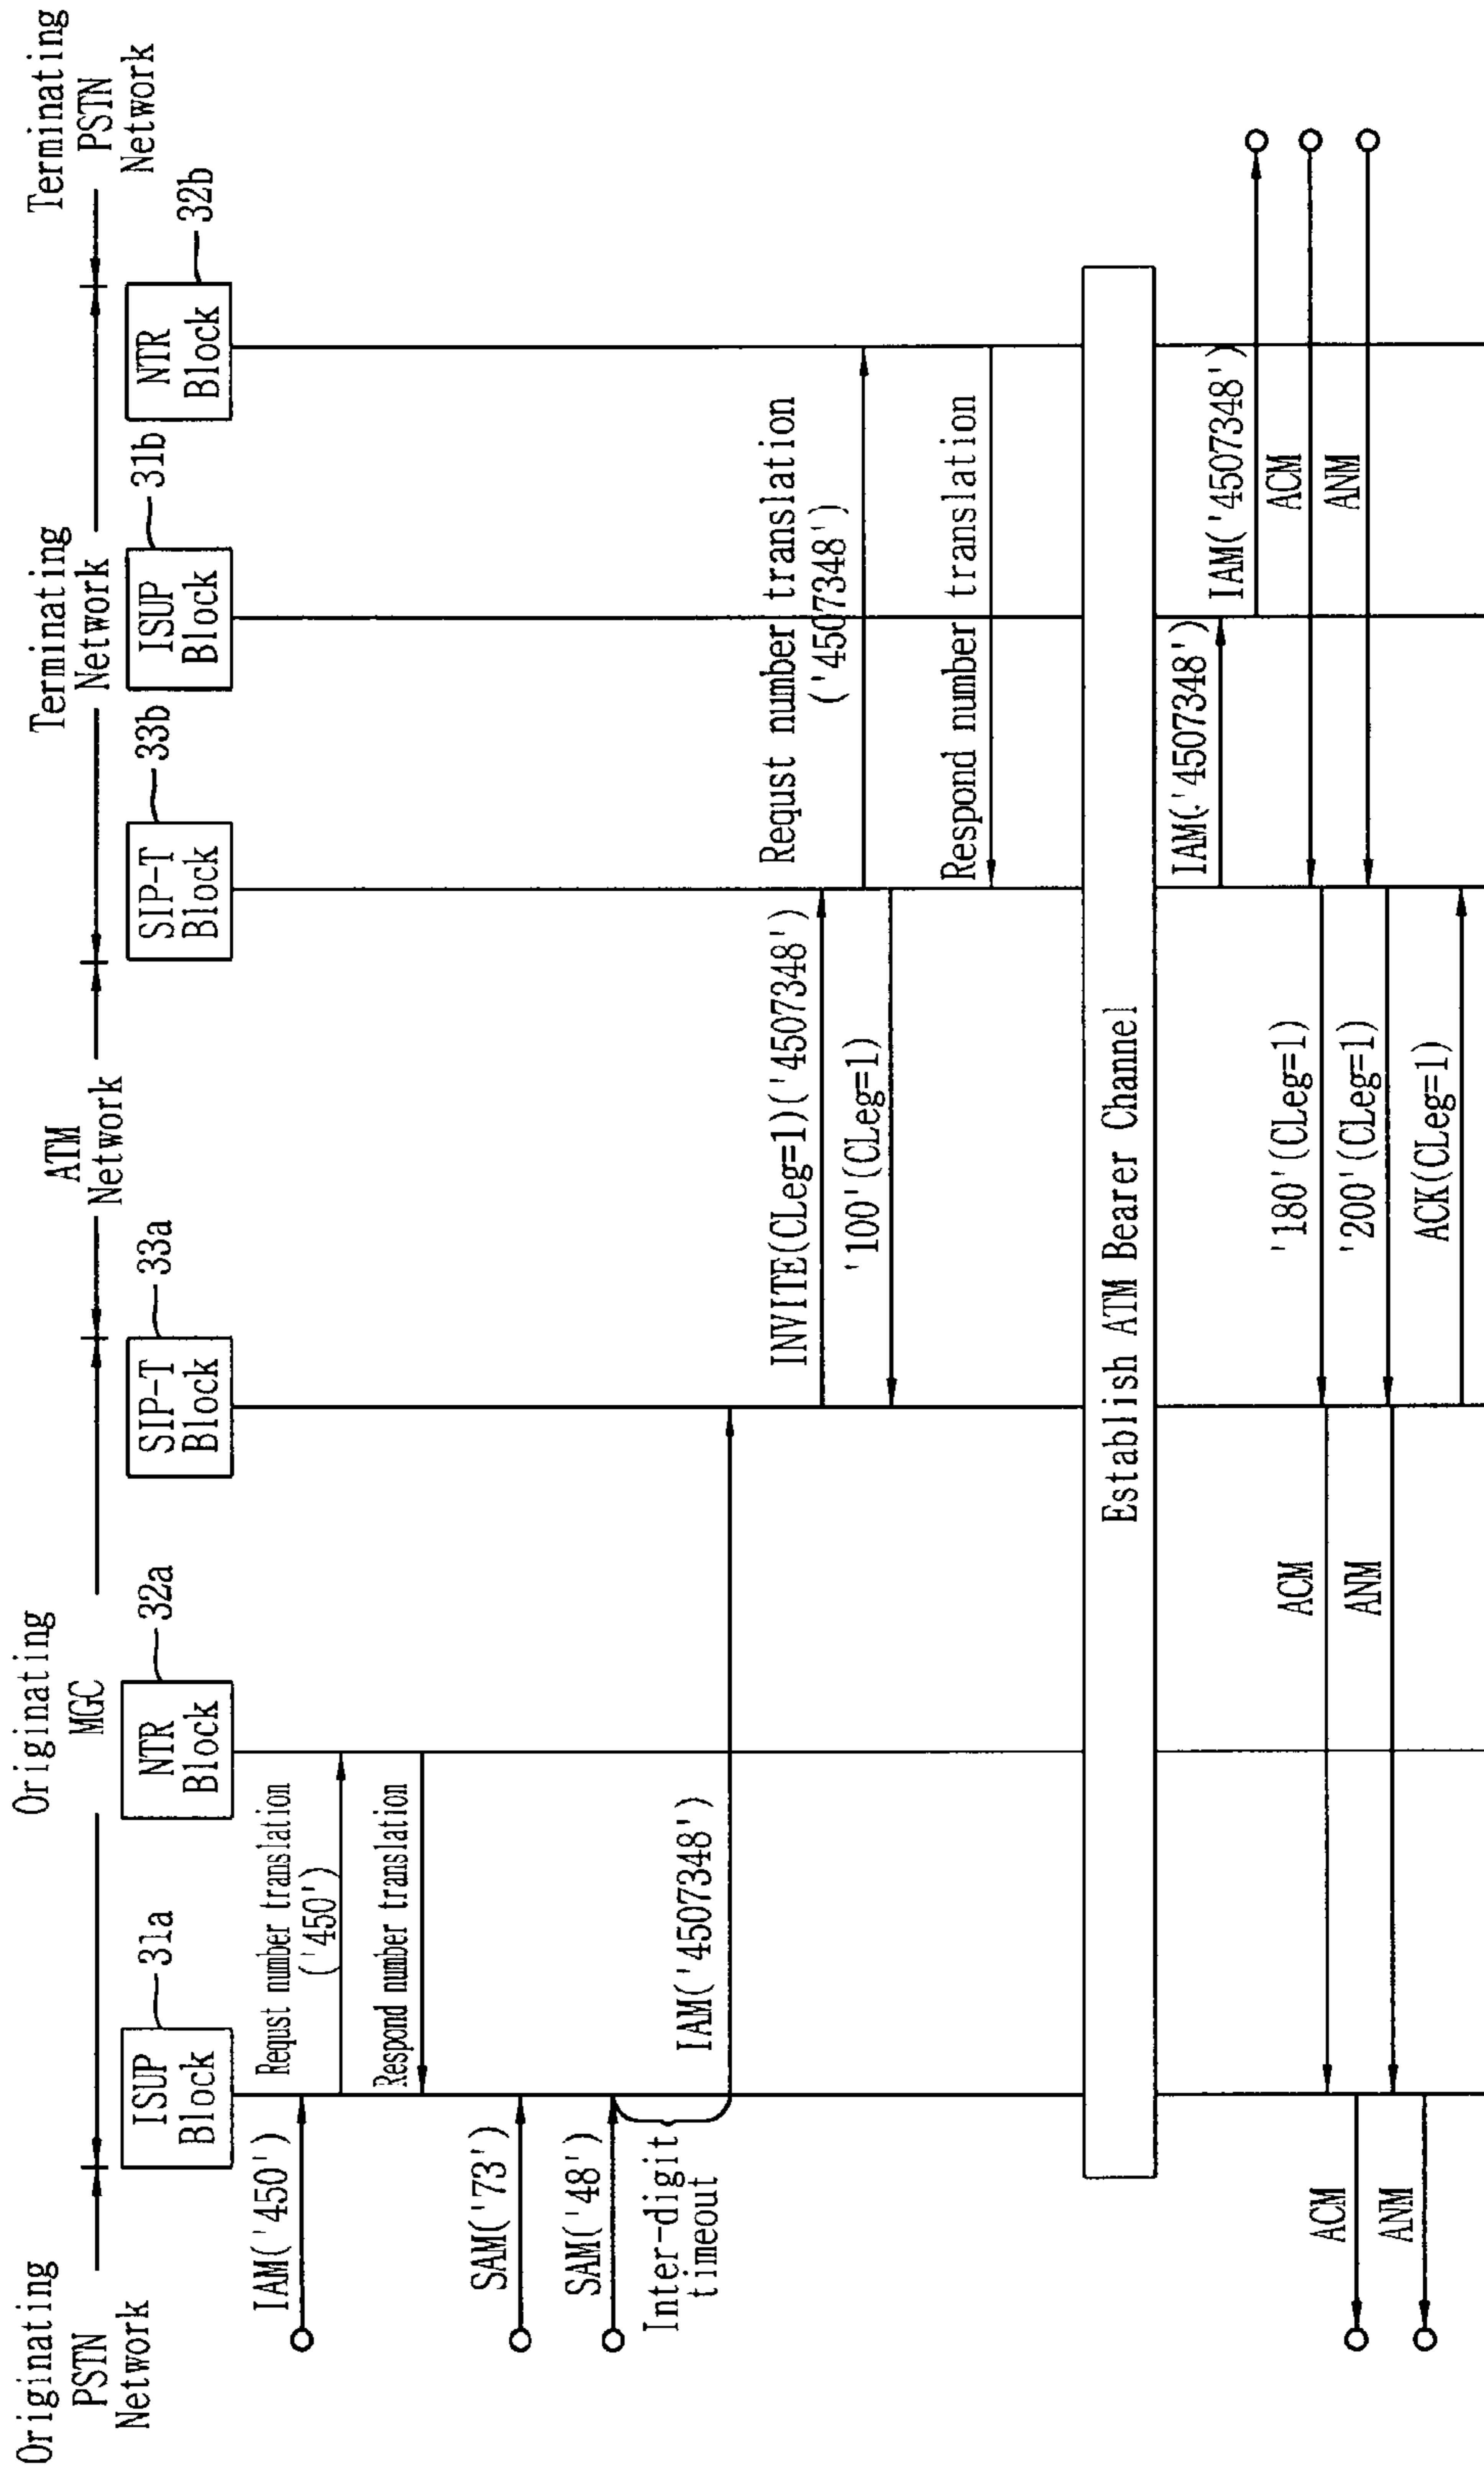 Originating
PSTN
Network
Originating
MGC
ATM
Network
Terminating
Network
Terminating
PSTN
Network
ISUP
Block
31a
NTR
Block
32a
SIP-T
Block
33a
SIP-T
Block
33b
ISUP
Block
31b
NTR
Block
32b
IAM('450')
Requst number translation
('450')
Respond number translation
SAM('73')
SAM('48')
Inter-digit
timeout
IAM('4507348')
INVITE(CLeg=1)('4507348')
Requst number translation
('4507348')
'100'(CLeg=1)
Respond number translation
Establish ATM Bearer Channel
IAM('4507348')
IAM('4507348')
ACM
'180'(CLeg=1)
ACM
ACM
ANM
'200'(CLeg=1)
ANM
ANM
ACK(CLeg=1)